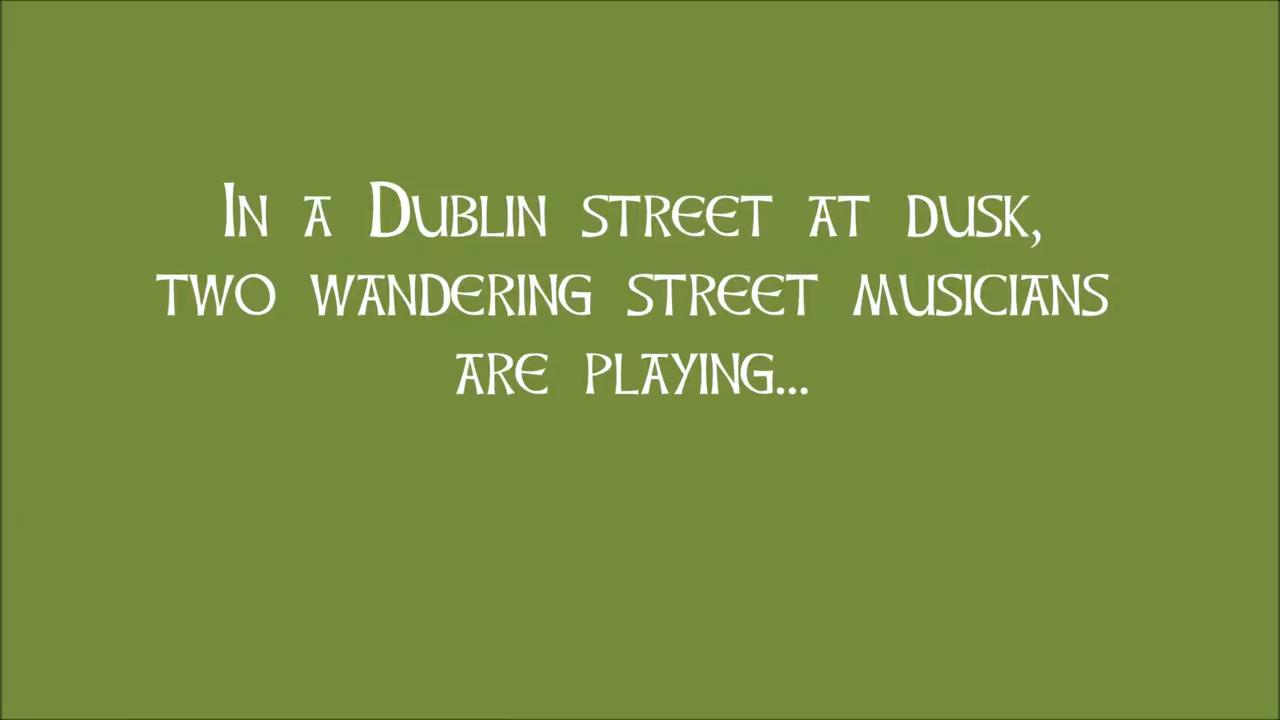 In a Dublin street at dusk,
two wandering street musicians
are playing...